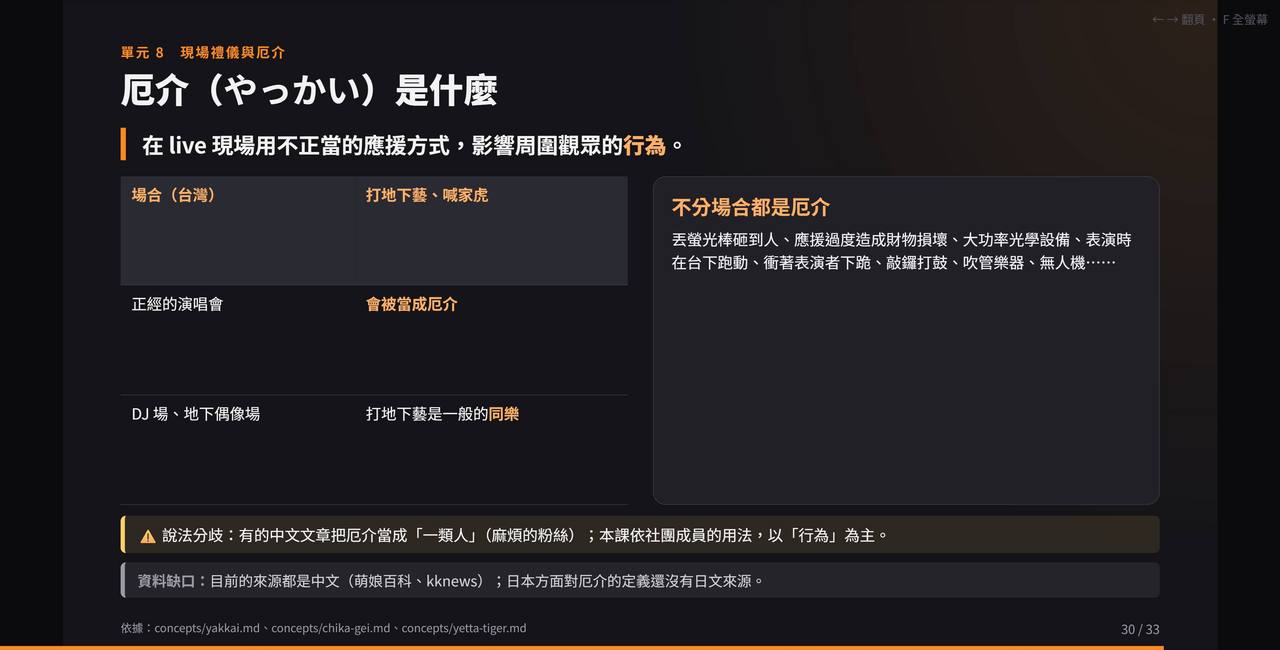 ←→ 翻頁 · F 全螢幕
單元 8　現場禮儀與厄介
厄介（やっかい）是什麼
在 live 現場用不正當的應援方式，影響周圍觀眾的行為。
場合（台灣）　打地下藝、喊家虎
正經的演唱會　會被當成厄介
DJ 場、地下偶像場　打地下藝是一般的同樂
不分場合都是厄介
丟螢光棒砸到人、應援過度造成財物損壞、大功率光學設備、表演時
在台下跑動、衝著表演者下跪、敲鑼打鼓、吹管樂器、無人機……
⚠️ 說法分歧：有的中文文章把厄介當成「一類人」（麻煩的粉絲）；本課依社團成員的用法，以「行為」為主。
資料缺口：目前的來源都是中文（萌娘百科、kknews）；日本方面對厄介的定義還沒有日文來源。
依據：concepts/yakkai.md、concepts/chika-gei.md、concepts/yetta-tiger.md
30 / 33